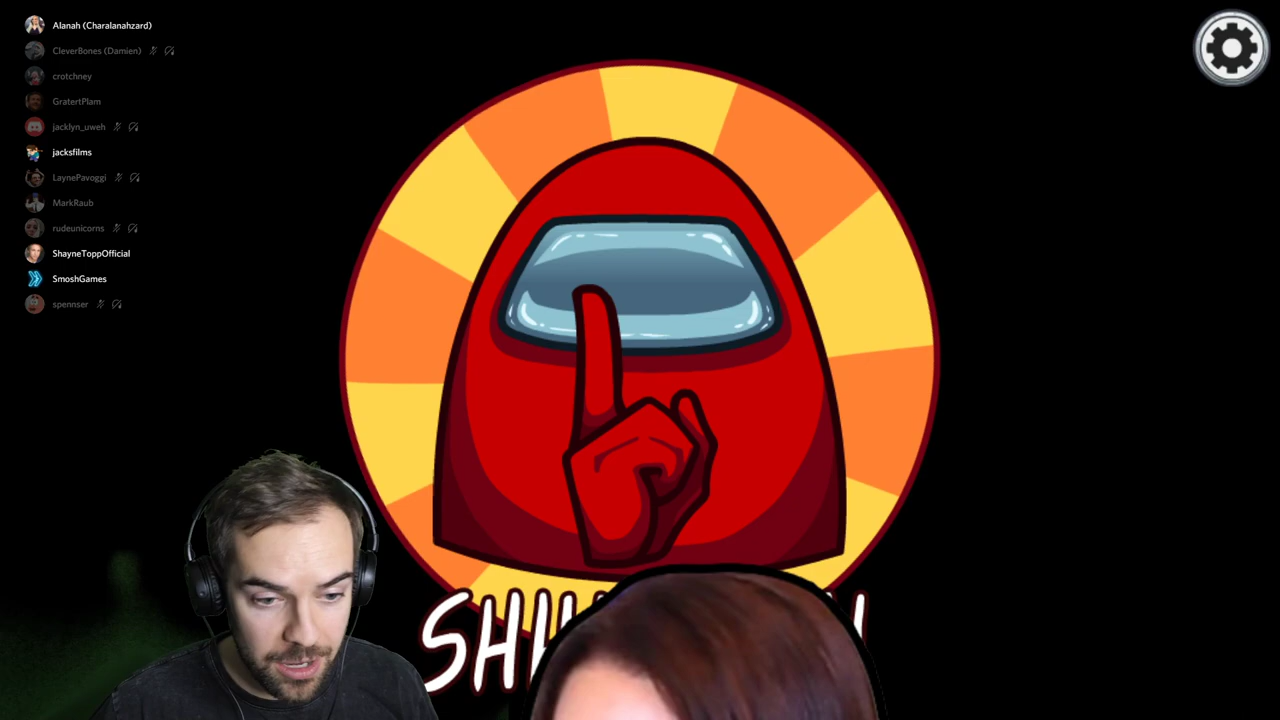 Alanah (Charalanahzard)
CleverBones (Damien)
crotchney
GratertPlam
jacklyn_uweh
jacksfilms
LaynePavoggi
MarkRaub
rudeunicorns
ShayneToppOfficial
SmoshGames
spennser